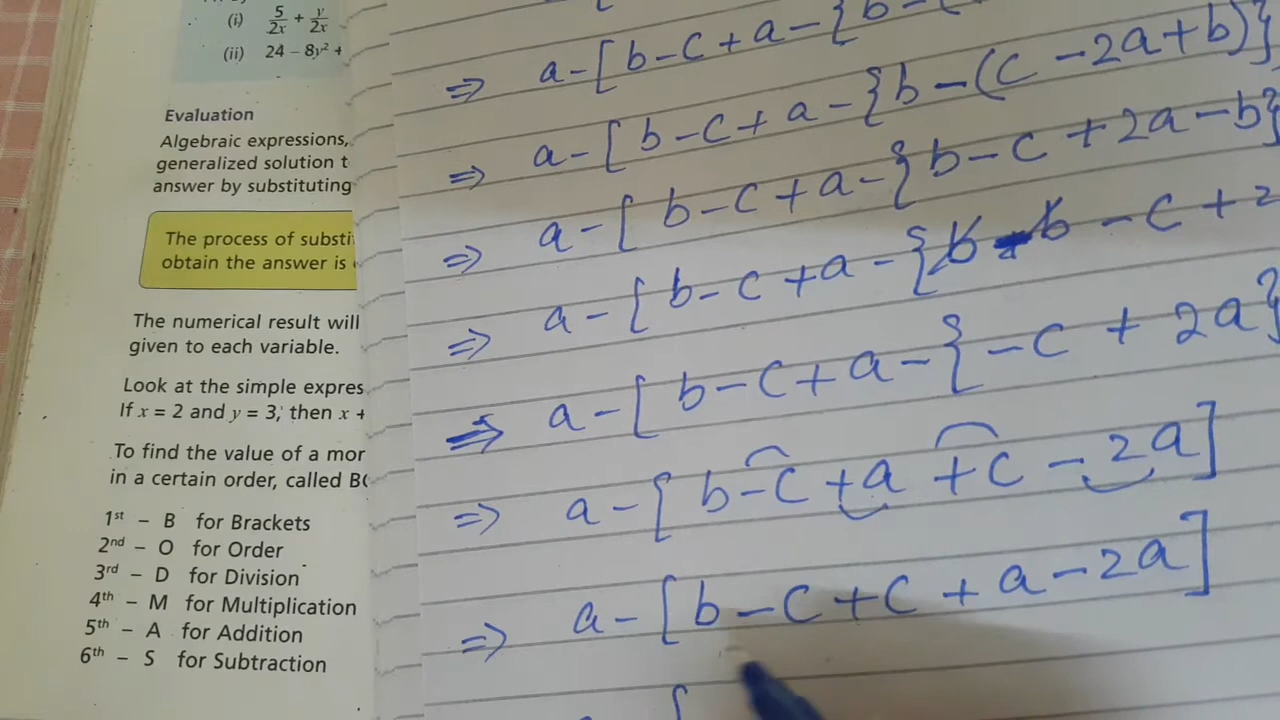 (i) 5/2x + y/2x
(ii) 24 – 8y² +
Evaluation
Algebraic expressions,
generalized solution t
answer by substituting
The process of substi
obtain the answer is
The numerical result will
given to each variable.
Look at the simple expres
If x = 2 and y = 3, then x +
To find the value of a mor
in a certain order, called B
1st – B for Brackets
2nd – O for Order
3rd – D for Division
4th – M for Multiplication
5th – A for Addition
6th – S for Subtraction
⇒ a-[b-c+a-{b-(
⇒ a-[b-c+a-{b-(c-2a+b)}
⇒ a-[b-c+a-{b-c+2a-b}
⇒ a-[b-c+a-{b-b-c+2
⇒ a-[b-c+a-{-c+2a}
⇒ a-[b-c+a+c-2a]
⇒ a-[b-c+c+a-2a]